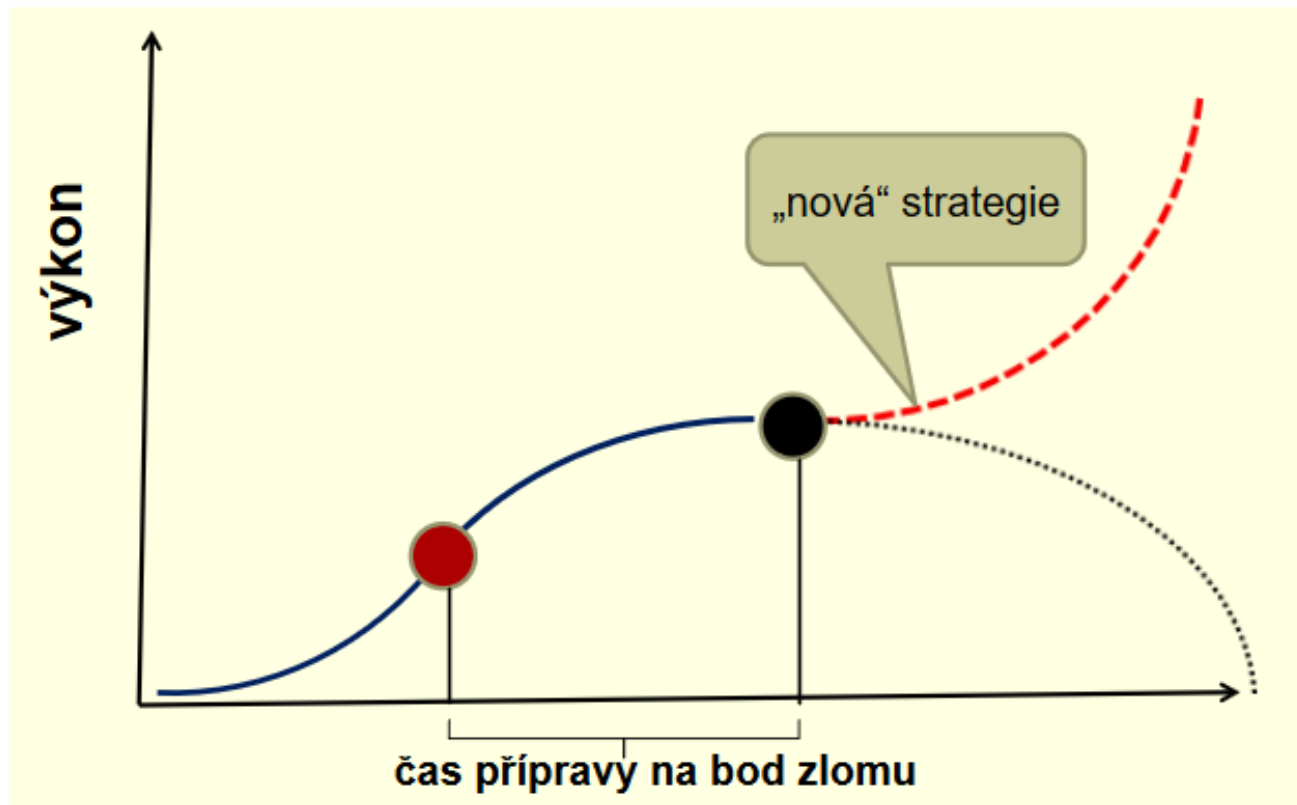 výkon
„nová“ strategie
čas přípravy na bod zlomu